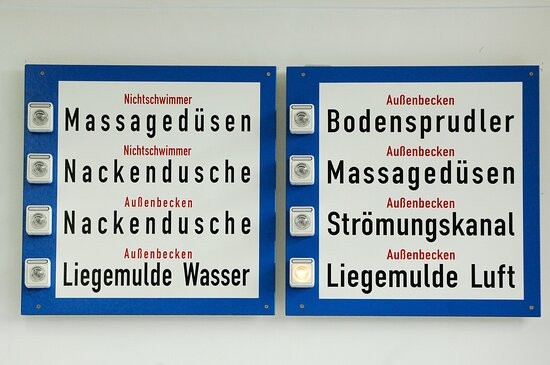 Nichtschwimmer
Massagedüsen
Nichtschwimmer
Nackendusche
Außenbecken
Nackendusche
Außenbecken
Liegemulde Wasser
Außenbecken
Bodensprudler
Außenbecken
Massagedüsen
Außenbecken
Strömungskanal
Außenbecken
Liegemulde Luft